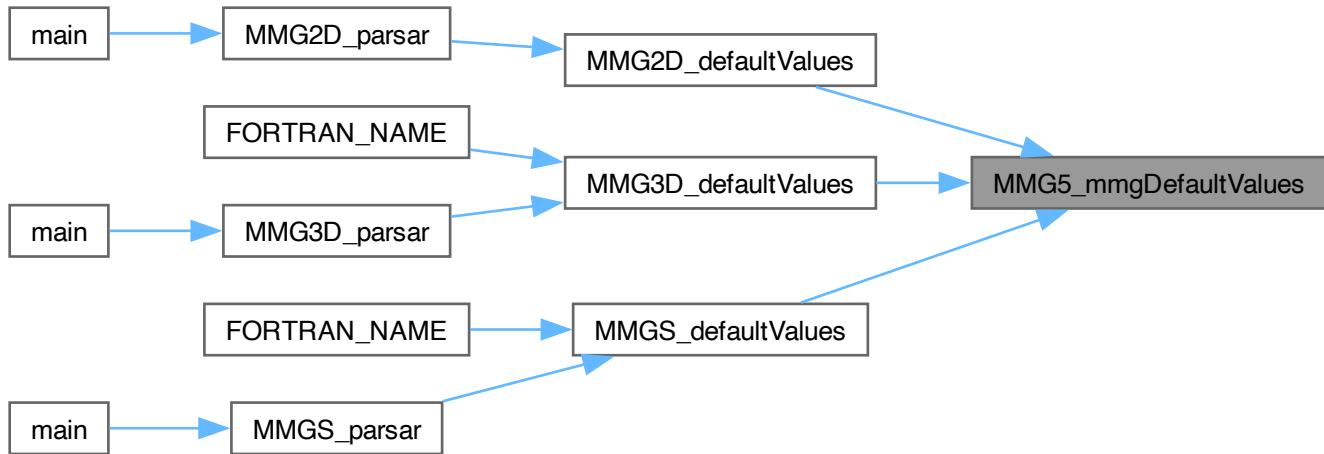 main
MMG2D_parsar
MMG2D_defaultValues
FORTRAN_NAME
MMG3D_defaultValues
MMG5_mmgDefaultValues
main
MMG3D_parsar
FORTRAN_NAME
MMGS_defaultValues
main
MMGS_parsar